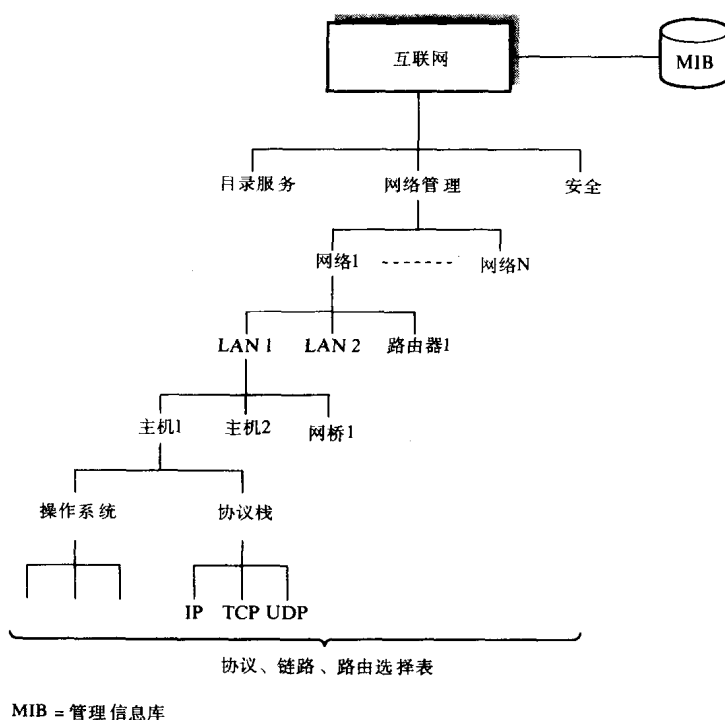 互联网
MIB
目录服务 网络管理 安全
网络1 - - - - - - - 网络N
LAN 1 LAN 2 路由器1
主机1 主机2 网桥1
操作系统 协议栈
IP TCP UDP
协议、链路、路由选择表
MIB = 管理信息库